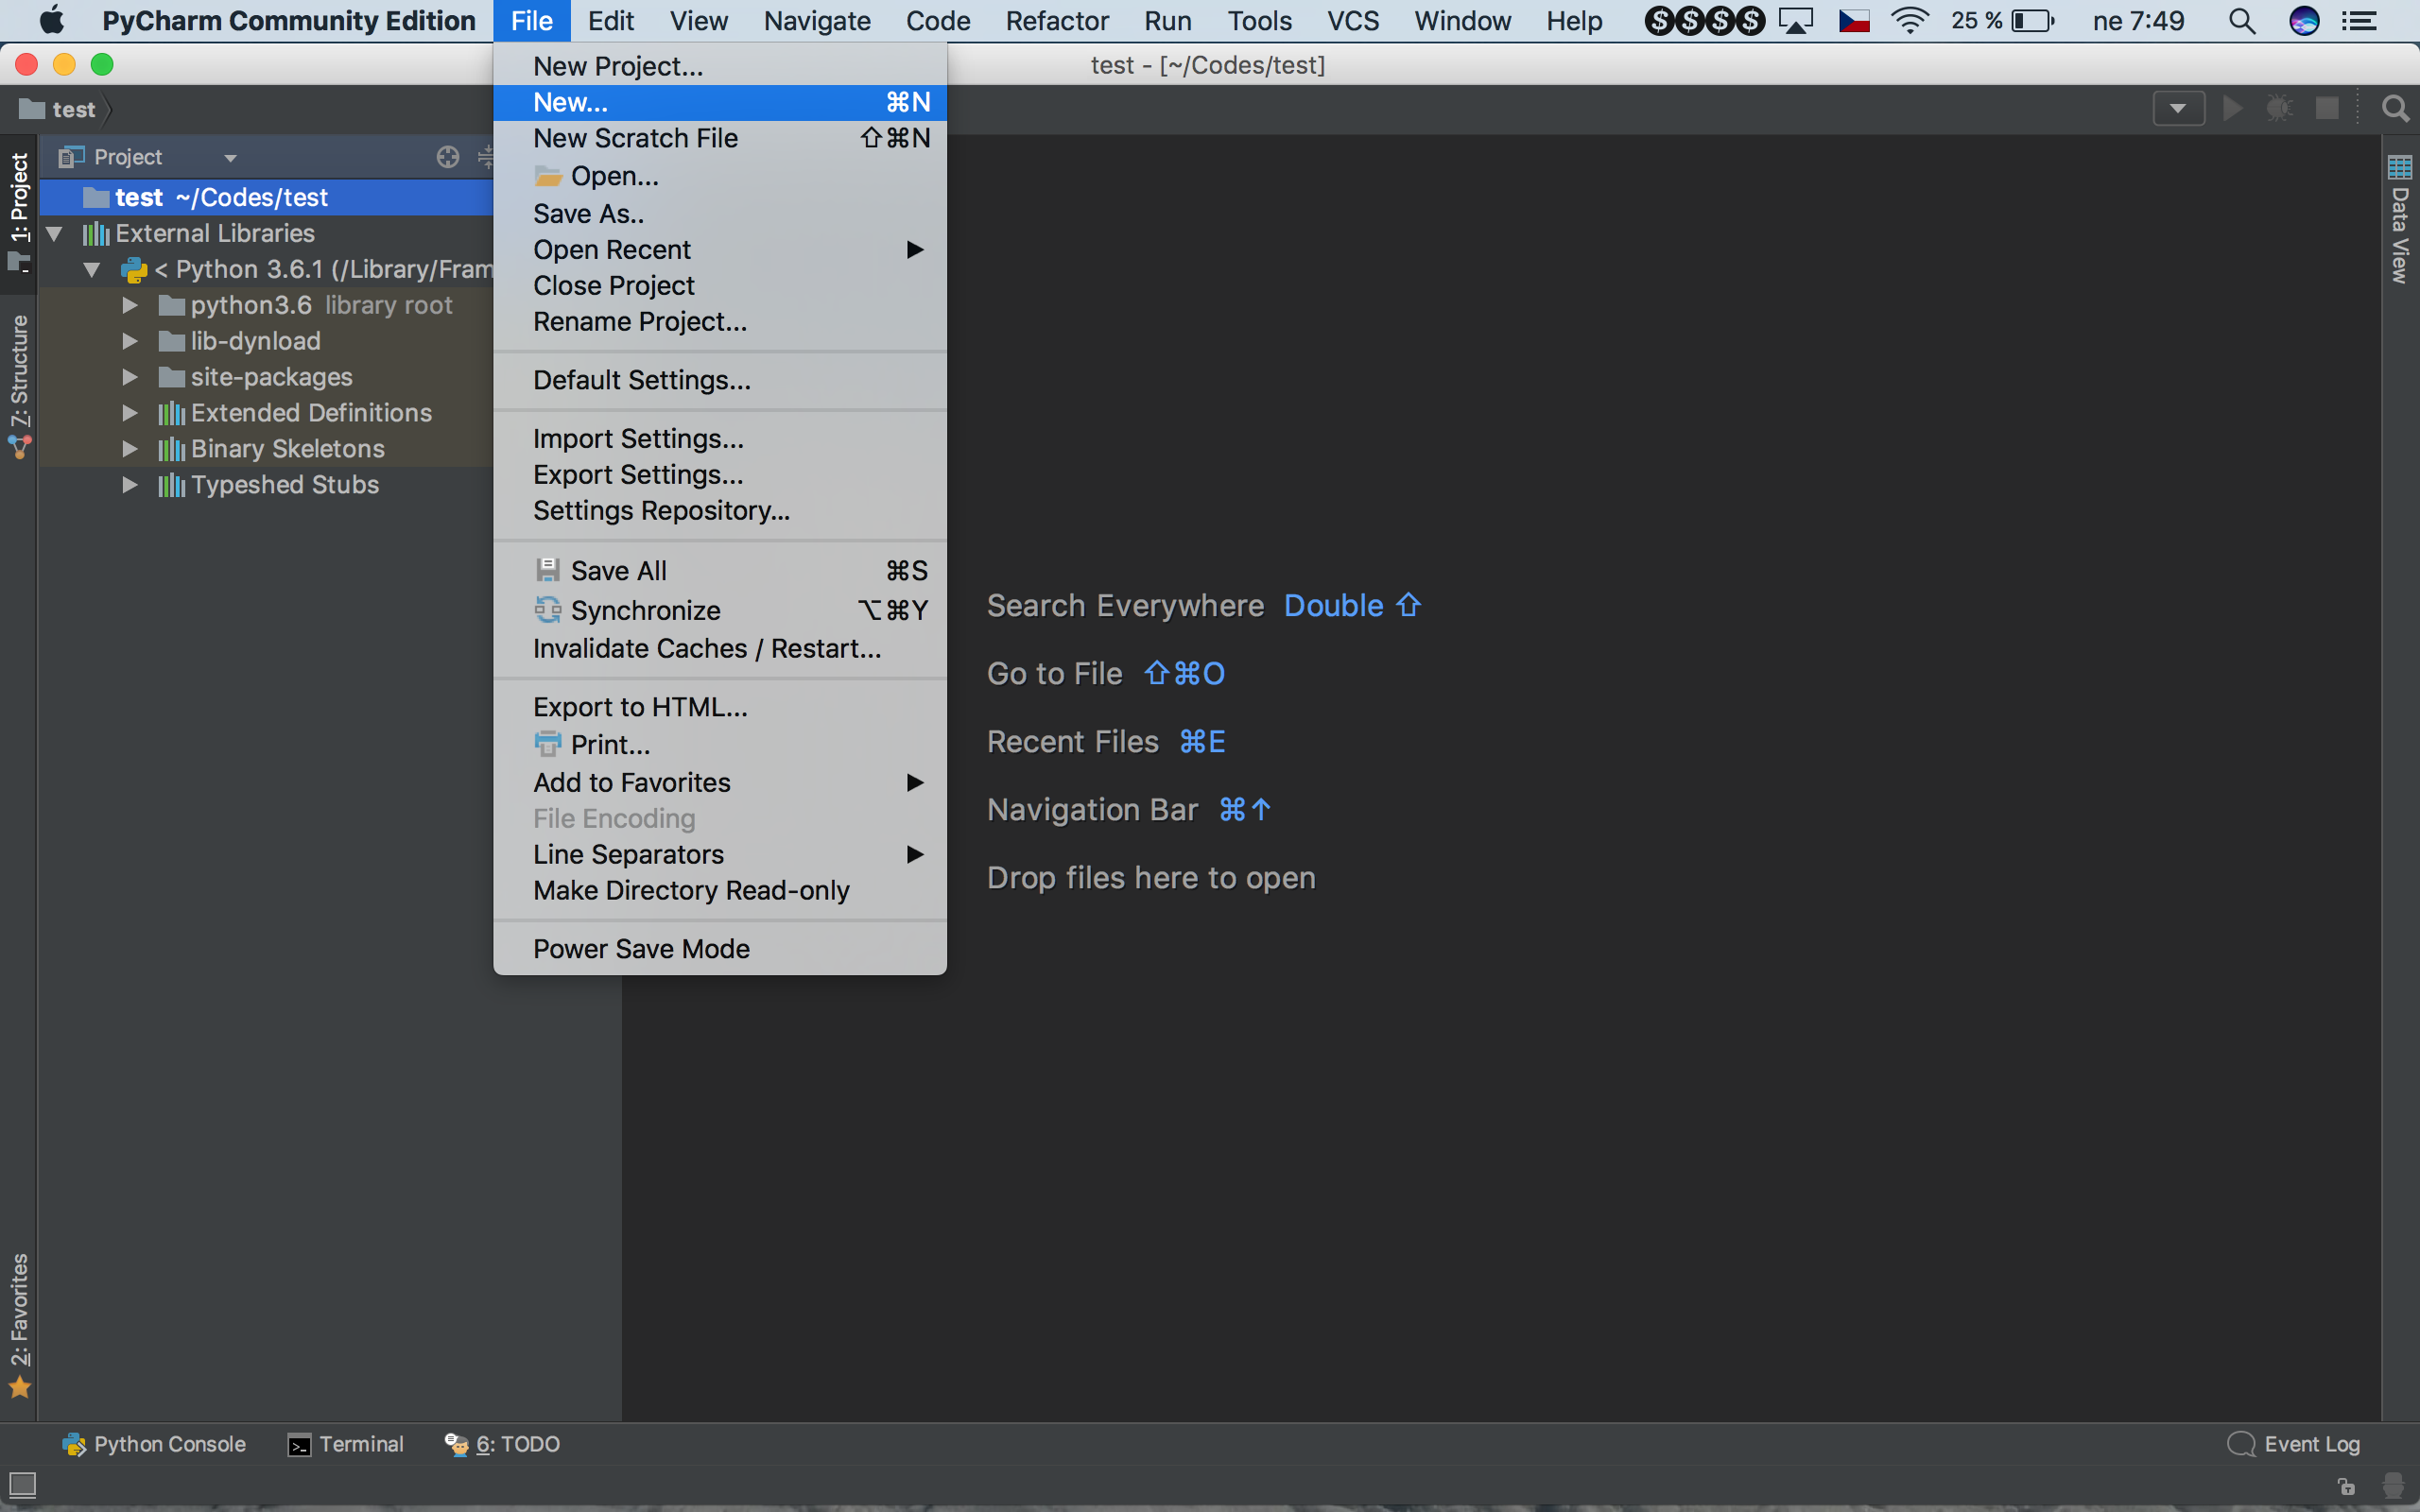 PyCharm Community Edition File Edit View Navigate Code Refactor Run Tools VCS Window Help $ $ $ $ 25 % ne 7:49
test - [~/Codes/test]
test
Project
test ~/Codes/test
External Libraries
< Python 3.6.1 (/Library/Fram
python3.6 library root
lib-dynload
site-packages
Extended Definitions
Binary Skeletons
Typeshed Stubs
1: Project
7: Structure
2: Favorites
New Project...
New... ⌘N
New Scratch File ⇧⌘N
Open...
Save As..
Open Recent ▶
Close Project
Rename Project...
Default Settings...
Import Settings...
Export Settings...
Settings Repository...
Save All ⌘S
Synchronize ⌥⌘Y
Invalidate Caches / Restart...
Export to HTML...
Print...
Add to Favorites ▶
File Encoding
Line Separators ▶
Make Directory Read-only
Power Save Mode
Search Everywhere Double ⇧
Go to File ⇧⌘O
Recent Files ⌘E
Navigation Bar ⌘↑
Drop files here to open
Data View
Python Console Terminal 6: TODO Event Log